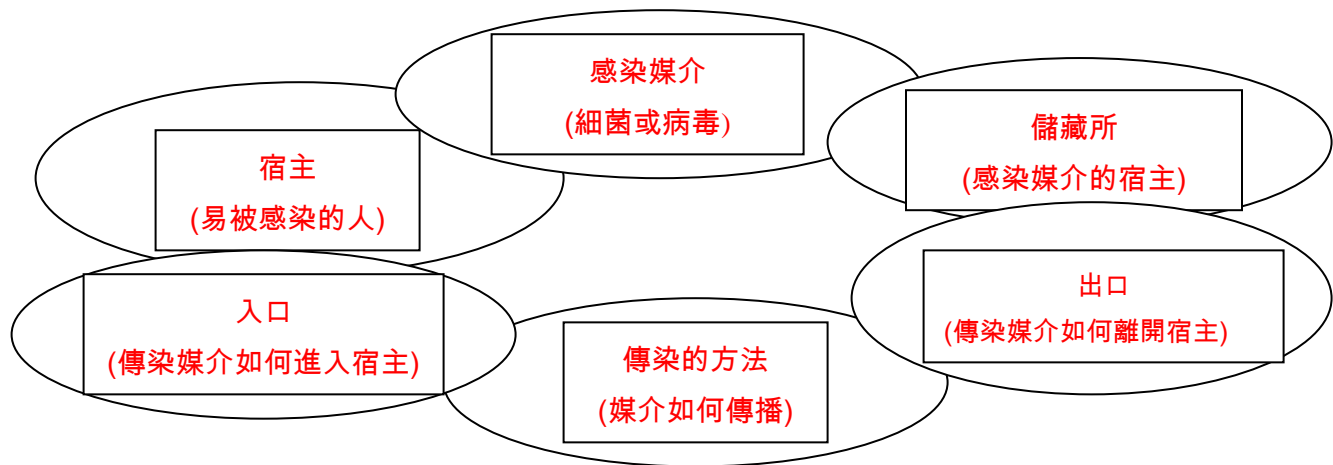 感染媒介
(細菌或病毒)
儲藏所
(感染媒介的宿主)
宿主
(易被感染的人)
出口
(傳染媒介如何離開宿主)
入口
(傳染媒介如何進入宿主)
傳染的方法
(媒介如何傳播)